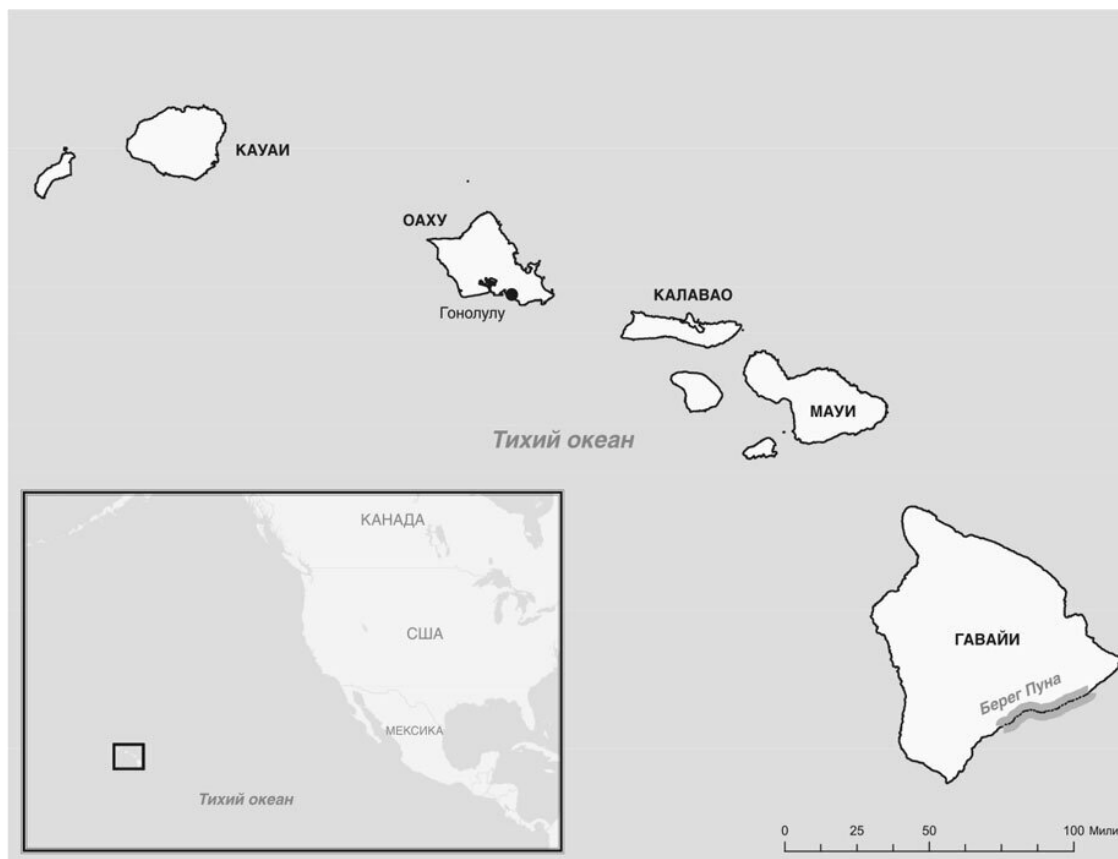 КАУАИ
ОАХУ
Гонолулу
КАЛАВАО
МАУИ
Тихий океан
ГАВАЙИ
Берег Пуна
КАНАДА
США
МЕКСИКА
Тихий океан
0 25 50 100 Мили